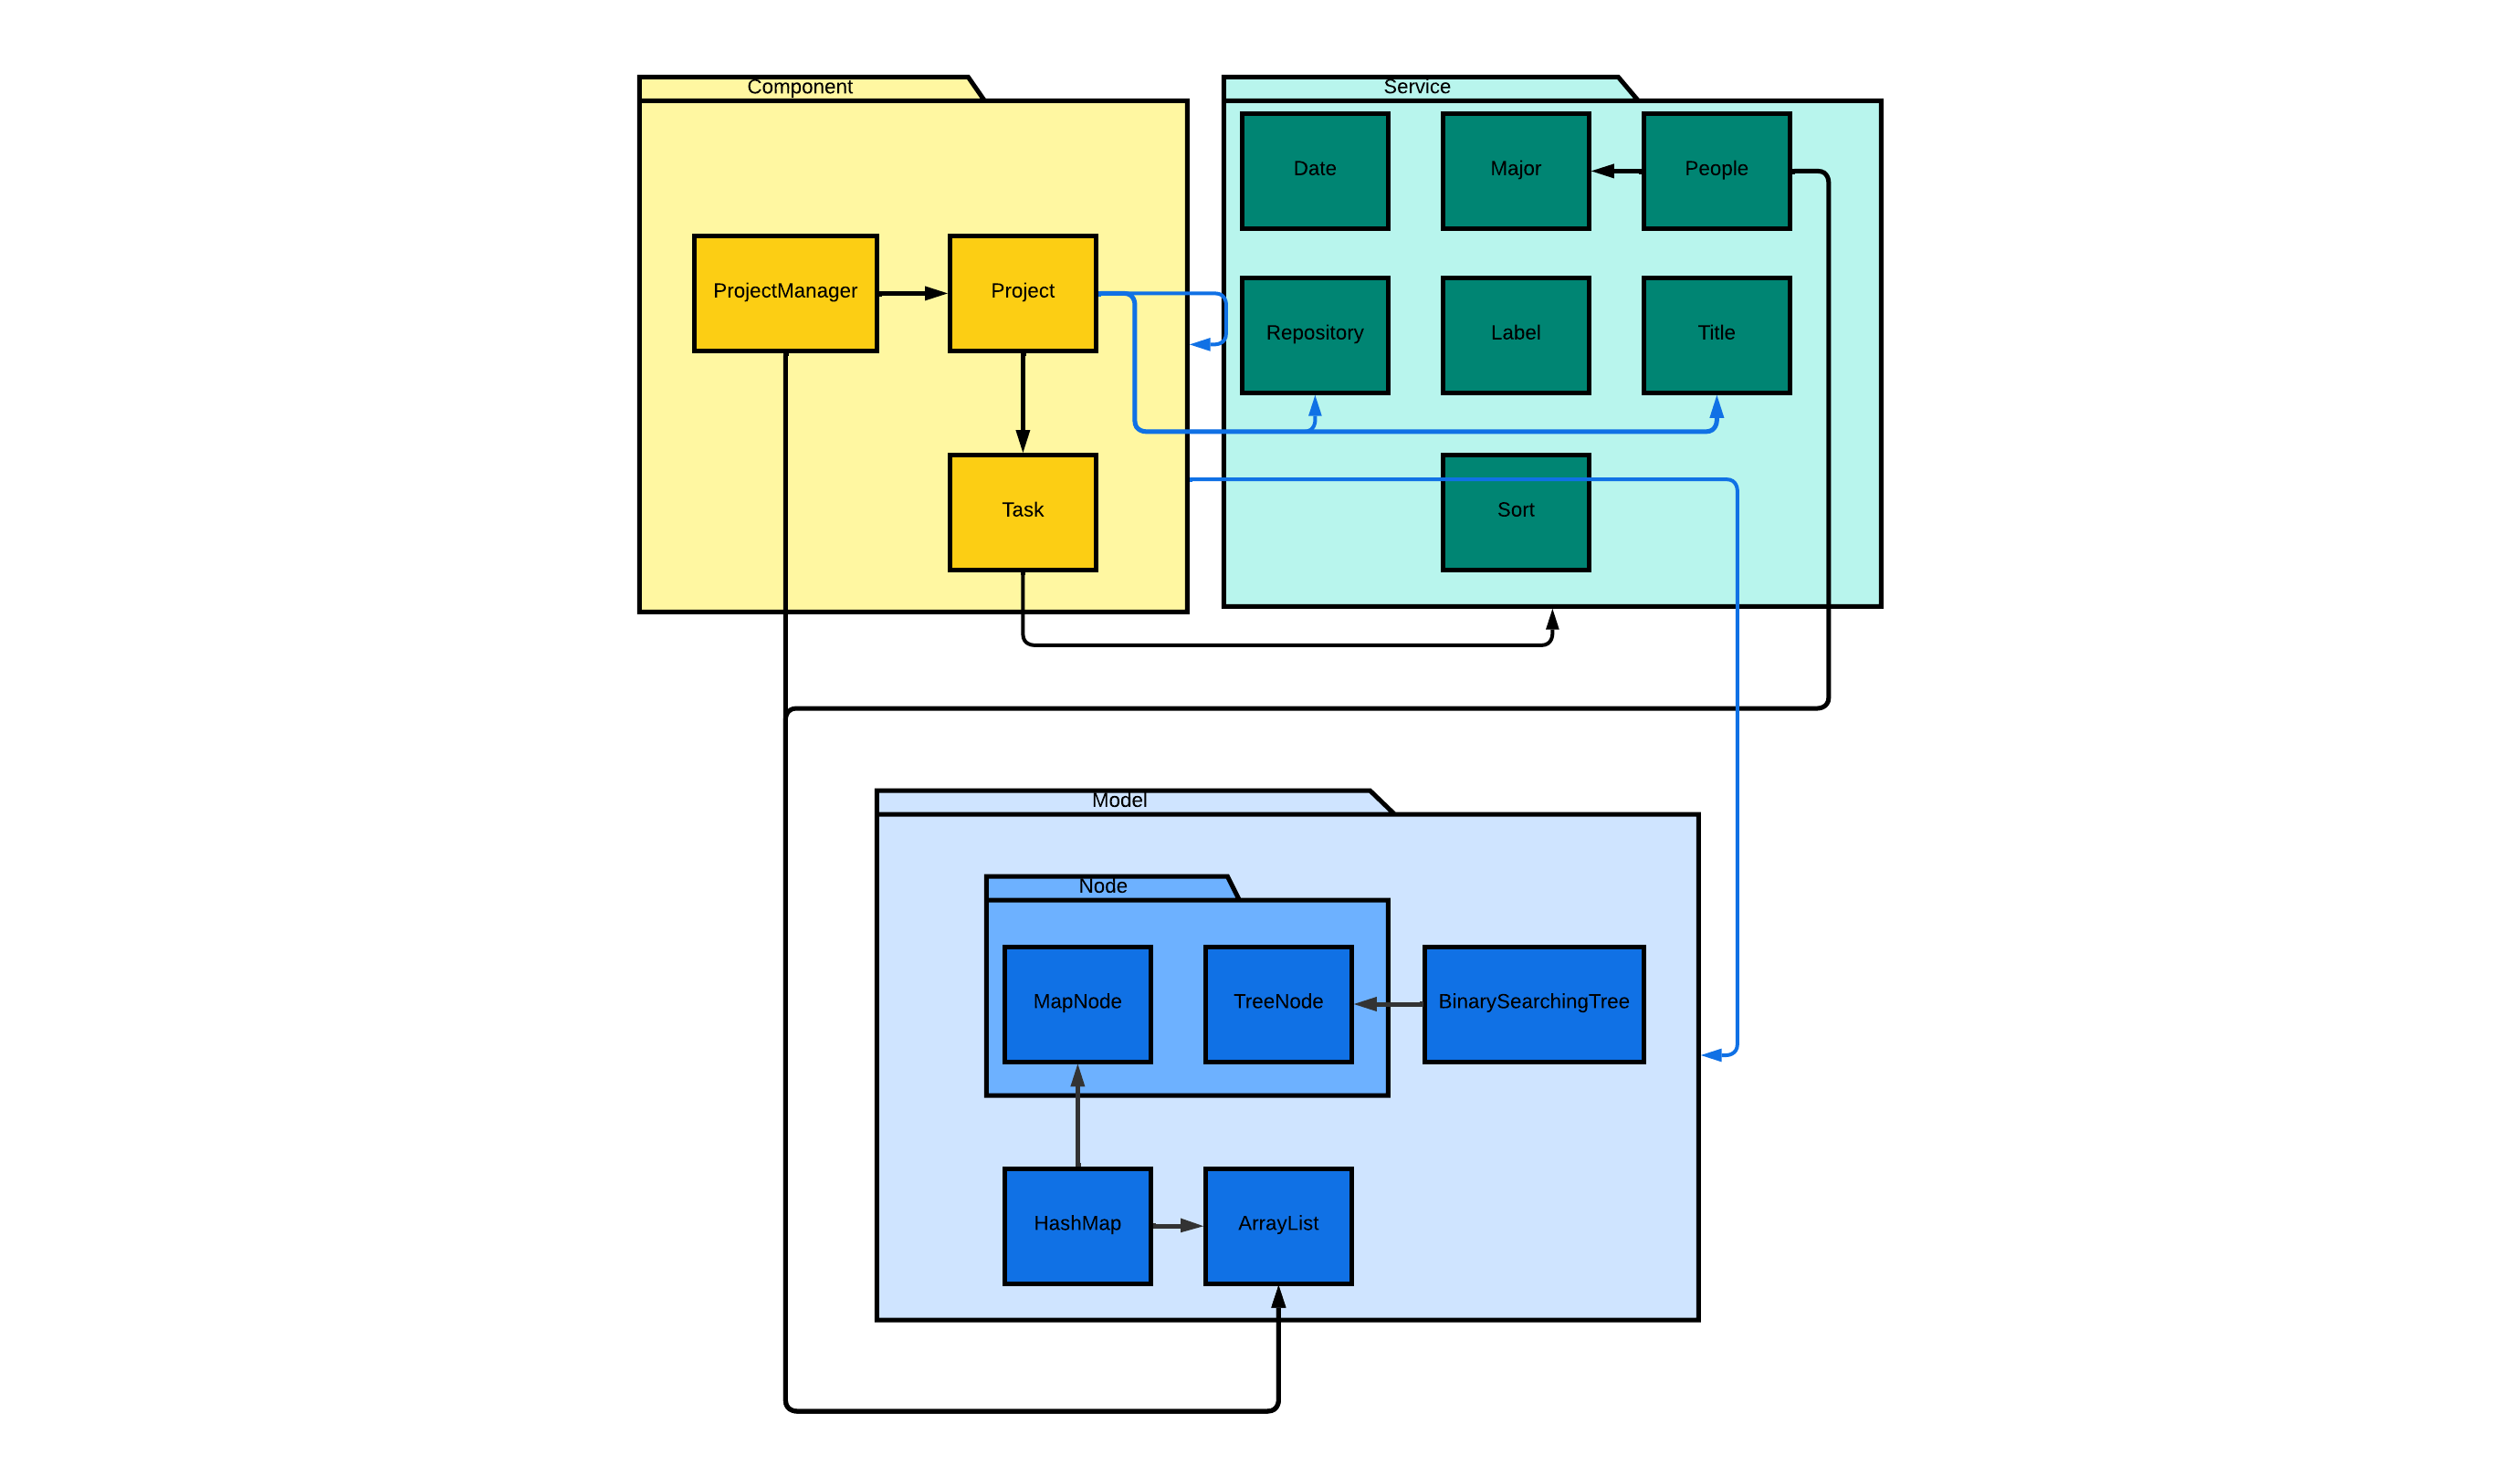 Component
ProjectManager
Project
Task
Service
Date
Major
People
Repository
Label
Title
Sort
Model
Node
MapNode
TreeNode
BinarySearchingTree
HashMap
ArrayList